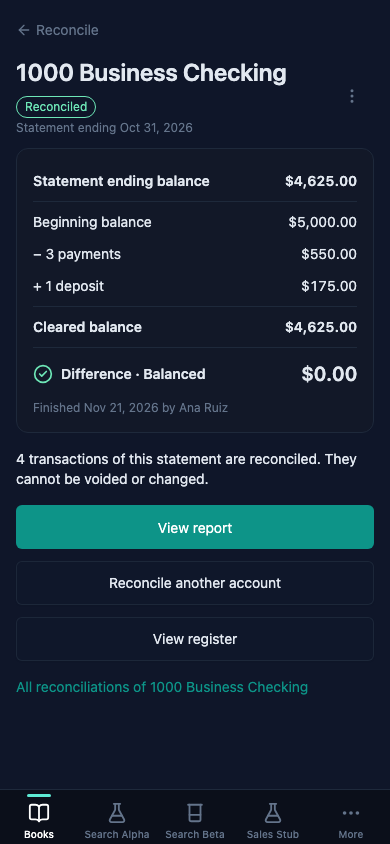 ← Reconcile
1000 Business Checking
Reconciled
Statement ending Oct 31, 2026
Statement ending balance $4,625.00
Beginning balance $5,000.00
− 3 payments $550.00
+ 1 deposit $175.00
Cleared balance $4,625.00
Difference · Balanced $0.00
Finished Nov 21, 2026 by Ana Ruiz
4 transactions of this statement are reconciled. They
cannot be voided or changed.
View report
Reconcile another account
View register
All reconciliations of 1000 Business Checking
Books Search Alpha Search Beta Sales Stub More